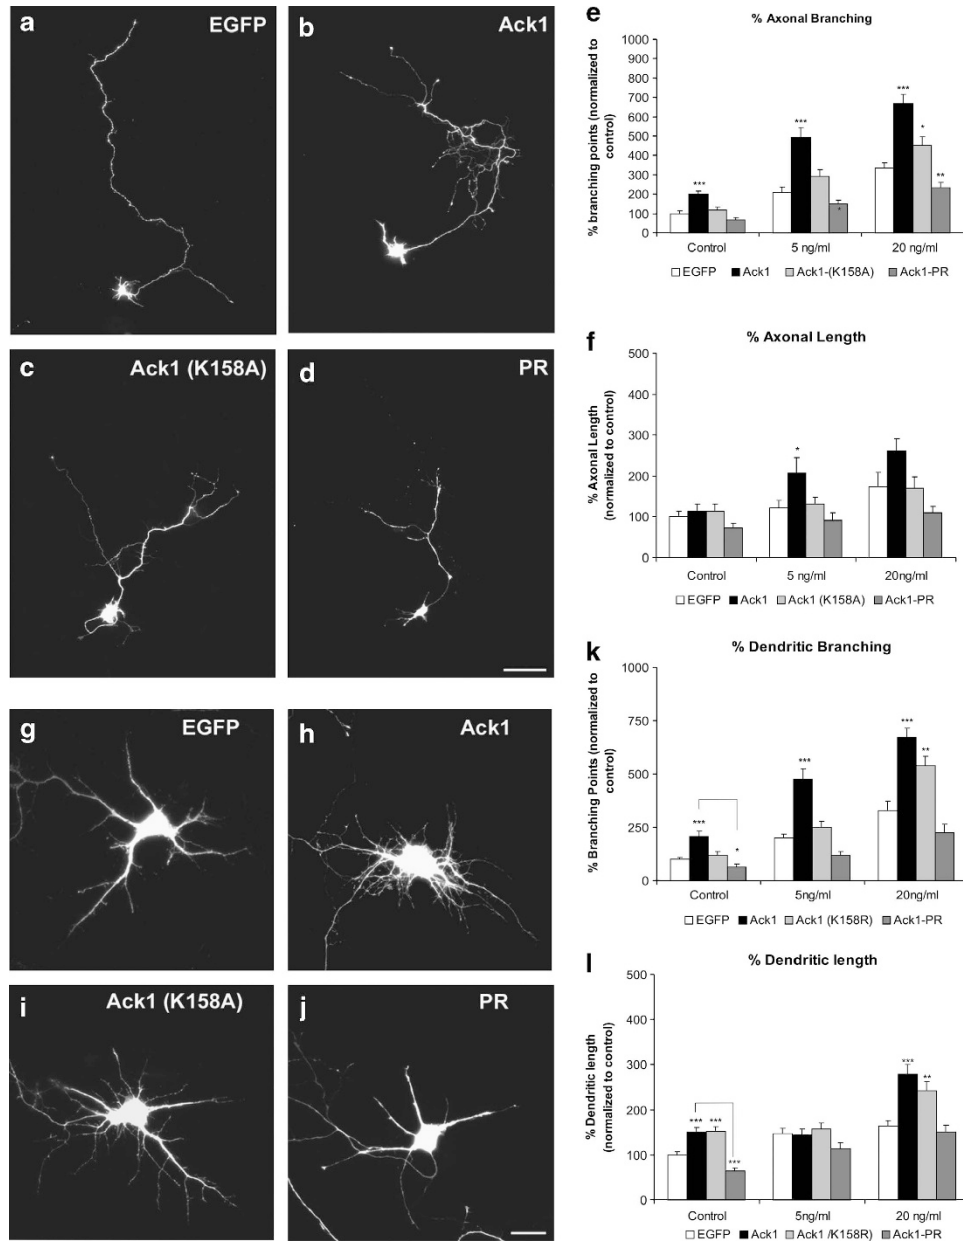 a EGFP
b Ack1
c Ack1 (K158A)
d PR
e
% Axonal Branching
% branching points (normalized to
control)
1000
900
800
700
600
500
400
300
200
100
0
***
***
*
***
*
**
Control 5 ng/ml 20 ng/ml
EGFP Ack1 Ack1-(K158A) Ack1-PR
f
% Axonal Length
% Axonal Length
(normalized to control)
500
400
300
200
100
0
*
Control 5 ng/ml 20ng/ml
EGFP Ack1 Ack1 (K158A) Ack1-PR
g EGFP
h Ack1
i Ack1 (K158A)
j PR
k
% Dendritic Branching
% Branching Points (normalized to
control)
1000
750
500
250
0
***
*
***
***
**
Control 5ng/ml 20ng/ml
EGFP Ack1 Ack1 (K158R) Ack1-PR
l
% Dendritic length
% Dendritic length
(normalized to control)
500
400
300
200
100
0
*** ***
***
***
**
Control 5ng/ml 20 ng/ml
EGFP Ack1 Ack1 /K158R) Ack1-PR